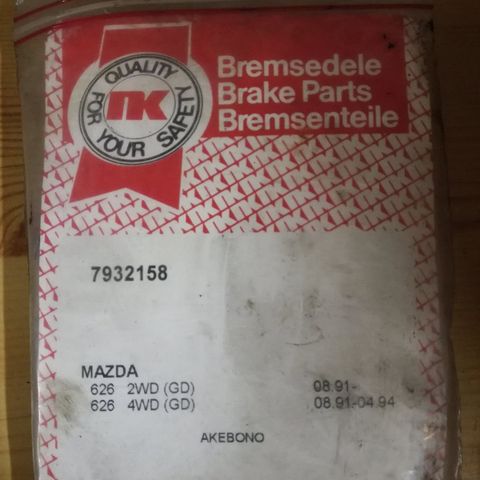 QUALITY
NK
FOR YOUR SAFETY
Bremsedele
Brake Parts
Bremsenteile
7932158
MAZDA
626 2WD (GD) 08.91-
626 4WD (GD) 08.91-04.94
AKEBONO